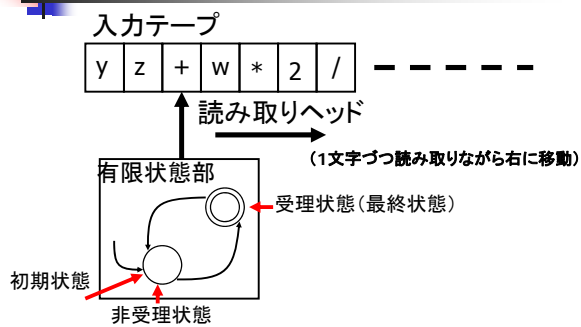 入力テープ
y z + w * 2 /
読み取りヘッド
(1文字づつ読み取りながら右に移動)
有限状態部
受理状態(最終状態)
初期状態
非受理状態